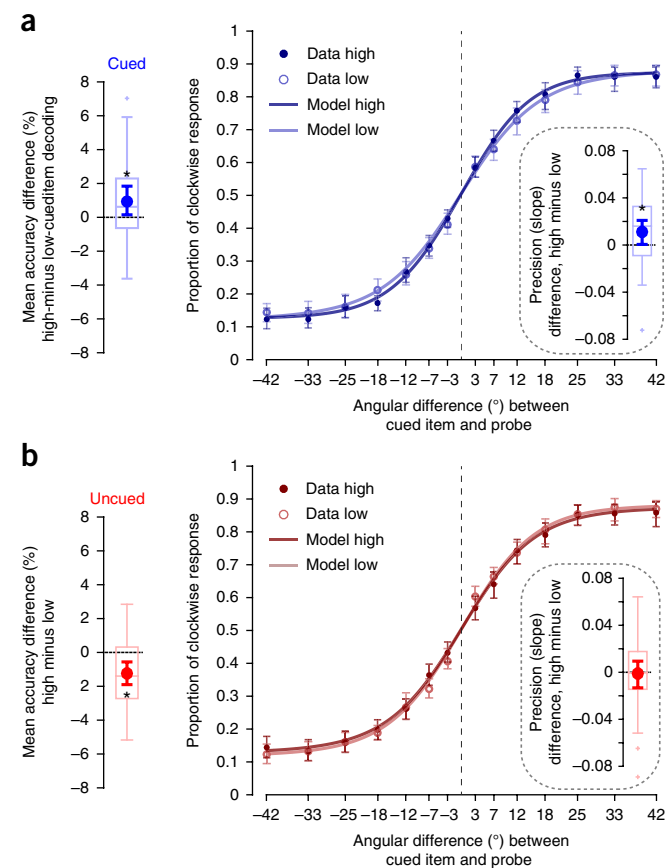 a
Cued
Mean accuracy difference (%)
high-minus low-cueditem decoding
8
6
4
2
0
−2
−4
−6
−8
*
Proportion of clockwise response
1
0.9
0.8
0.7
0.6
0.5
0.4
0.3
0.2
0.1
0
Data high
Data low
Model high
Model low
−42 −33 −25 −18 −12 −7 −3 3 7 12 18 25 33 42
Angular difference (°) between
cued item and probe
Precision (slope)
difference, high minus low
0.08
0.04
0
−0.04
−0.08
*
b
Uncued
Mean accuracy difference (%)
high minus low
8
6
4
2
0
2
−4
−6
−8
*
Proportion of clockwise response
1
0.9
0.8
0.7
0.6
0.5
0.4
0.3
0.2
0.1
0
Data high
Data low
Model high
Model low
−42 −33 −25 −18 −12 −7 −3 3 7 12 18 25 33 42
Angular difference (°) between
cued item and probe
Precision (slope)
difference, high minus low
0.08
0.04
0
−0.04
−0.08